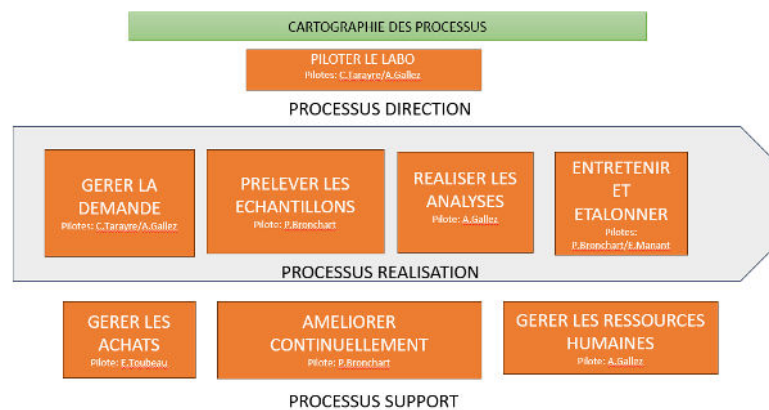 CARTOGRAPHIE DES PROCESSUS
PILOTER LE LABO
Pilotes: C.Tarayre/A.Gallez
PROCESSUS DIRECTION
GERER LA
DEMANDE
Pilotes: C.Tarayre/A.Gallez
PRELEVER LES
ECHANTILLONS
Pilote: P.Bronchart
REALISER LES
ANALYSES
Pilote: A.Gallez
ENTRETENIR
ET
ETALONNER
Pilotes:
P.Bronchart/E.Manant
PROCESSUS REALISATION
GERER LES
ACHATS
Pilote: E.Toubeau
AMELIORER
CONTINUELLEMENT
Pilote: P.Bronchart
GERER LES RESSOURCES
HUMAINES
Pilote: A.Gallez
PROCESSUS SUPPORT